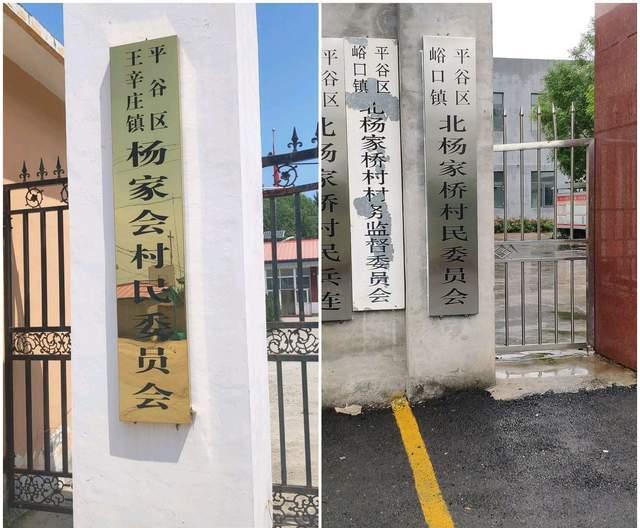 平谷区
王辛庄镇
杨家会村民委员会
平谷区
北杨家桥村民兵连
平谷区
峪口镇
北杨家桥村村务监督委员会
平谷区
峪口镇
北杨家桥村民委员会